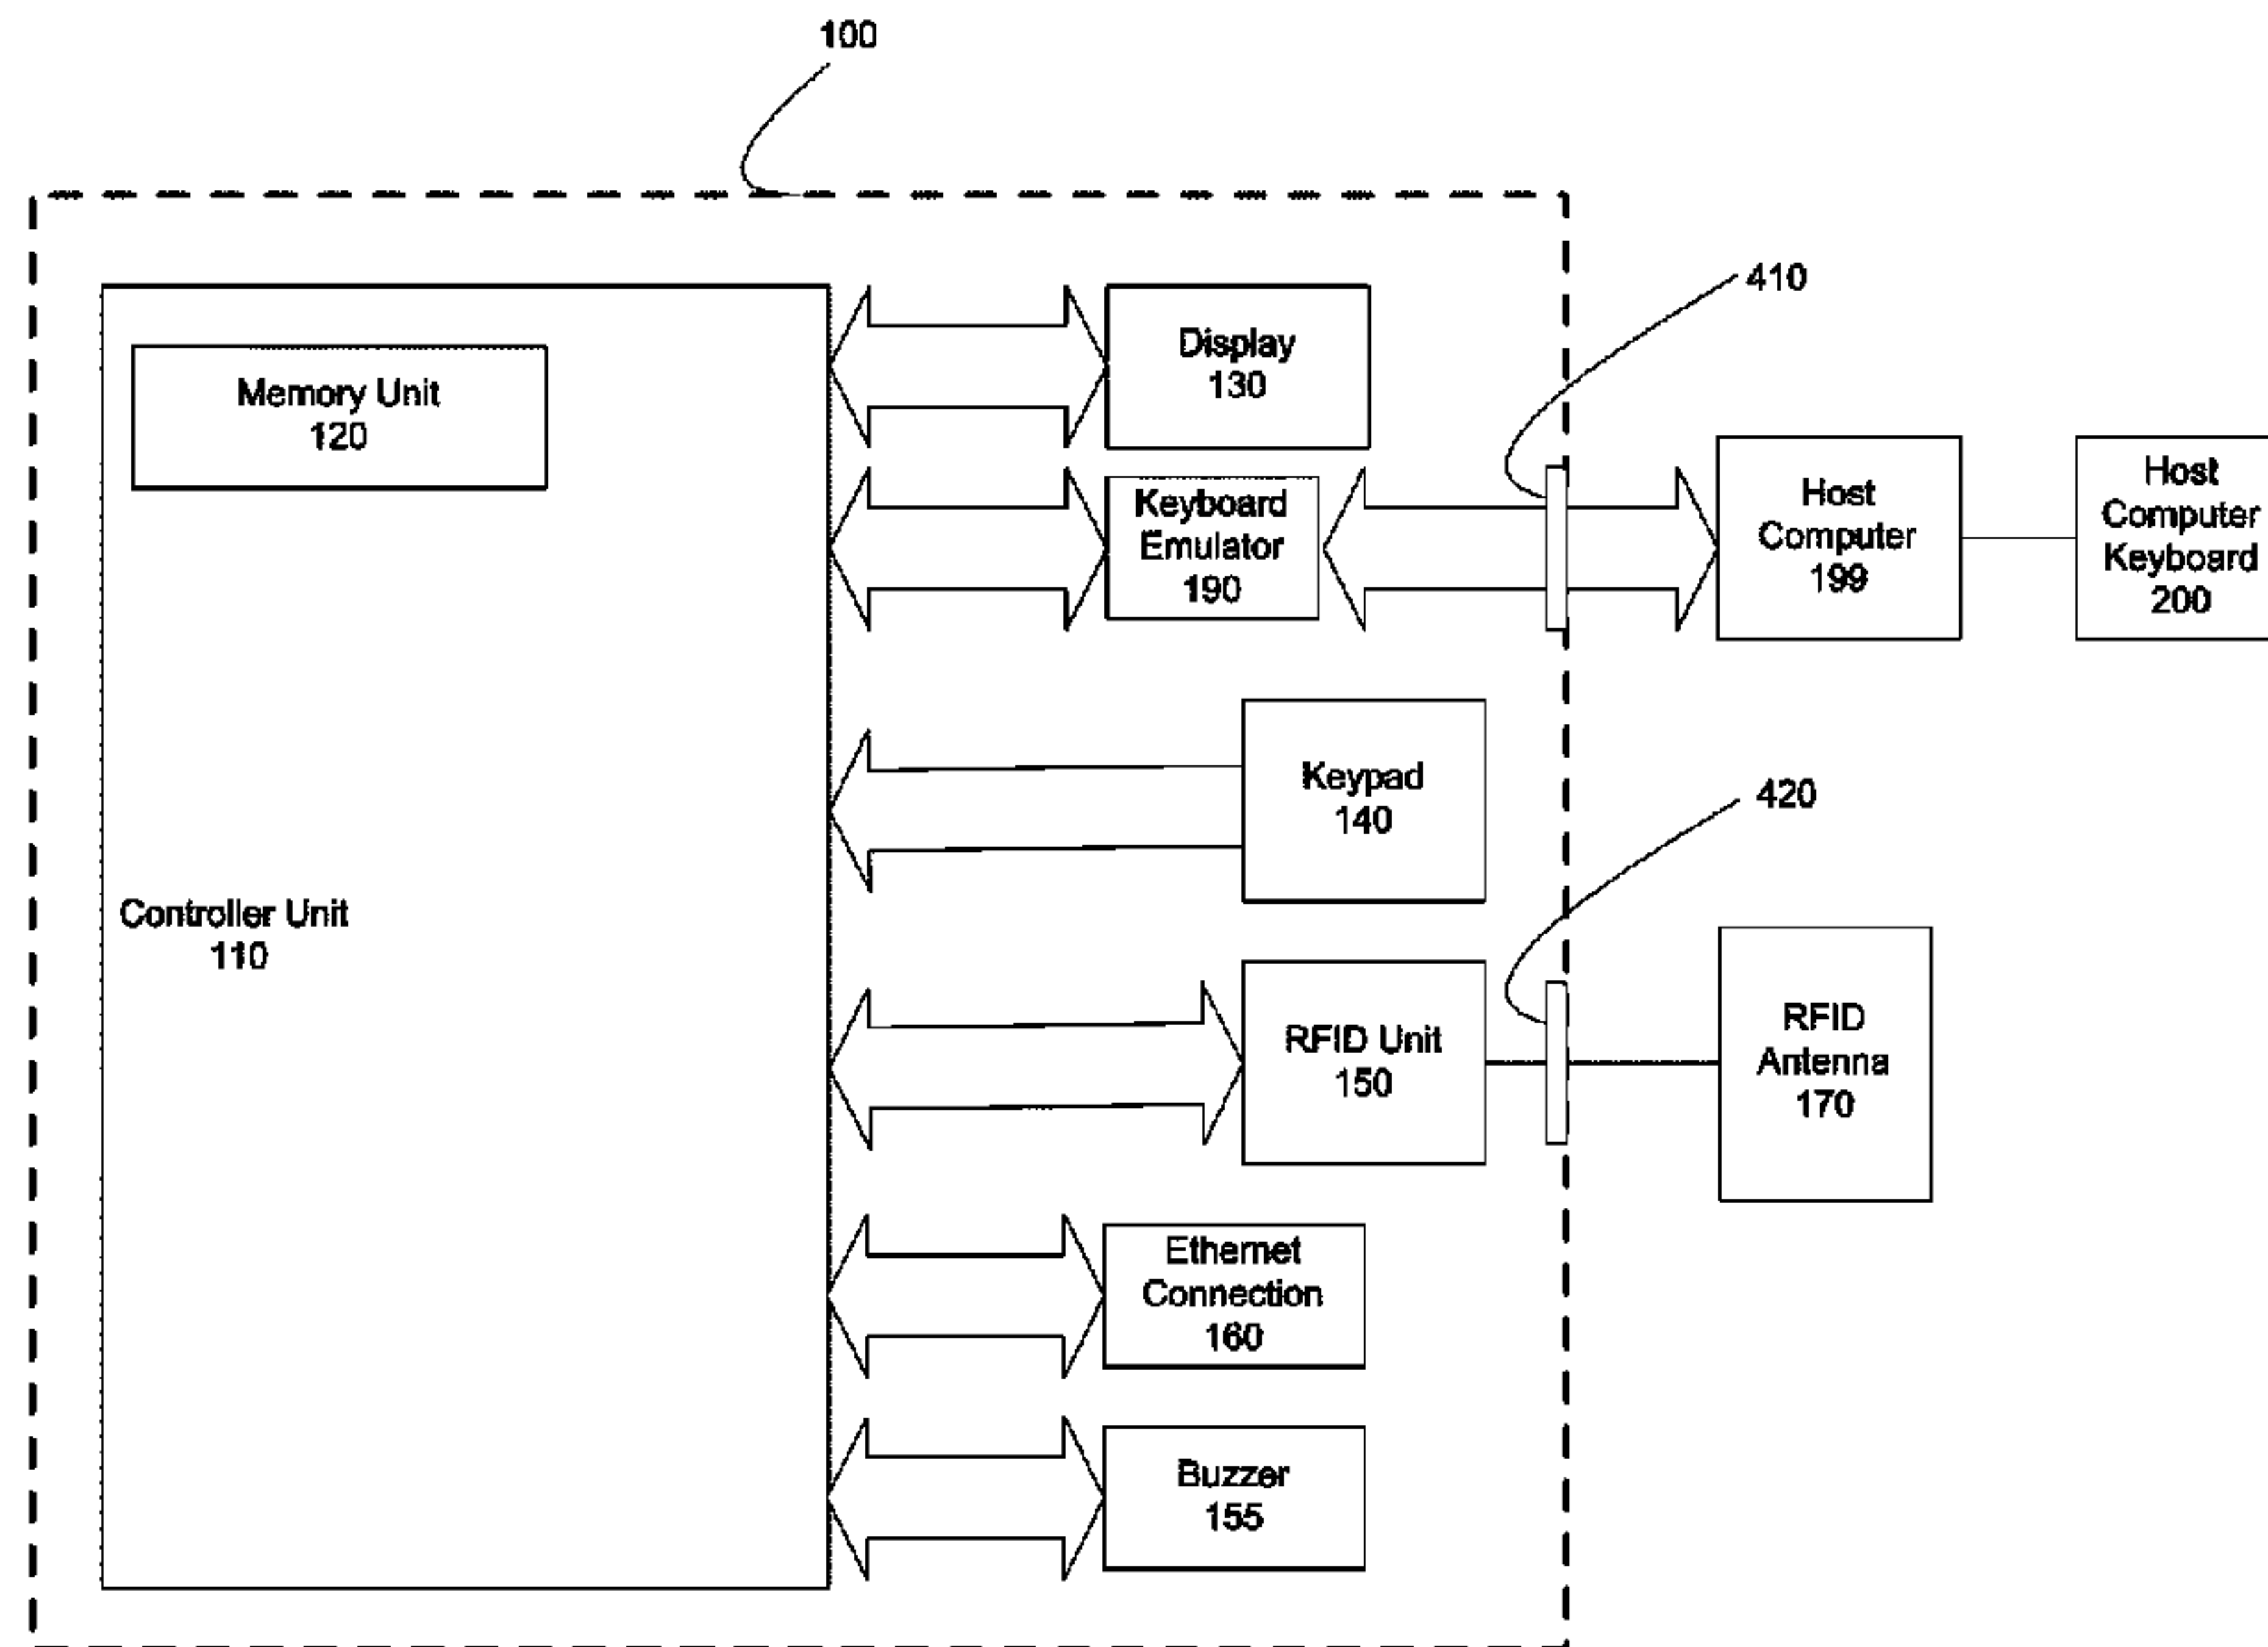 100
410
Display
130
Memory Unit
120
Keyboard
Emulator
190
Host
Computer
199
Host
Computer
Keyboard
200
Keypad
140
420
Controller Unit
110
RFID Unit
150
RFID
Antenna
170
Ethernet
Connection
160
Buzzer
155